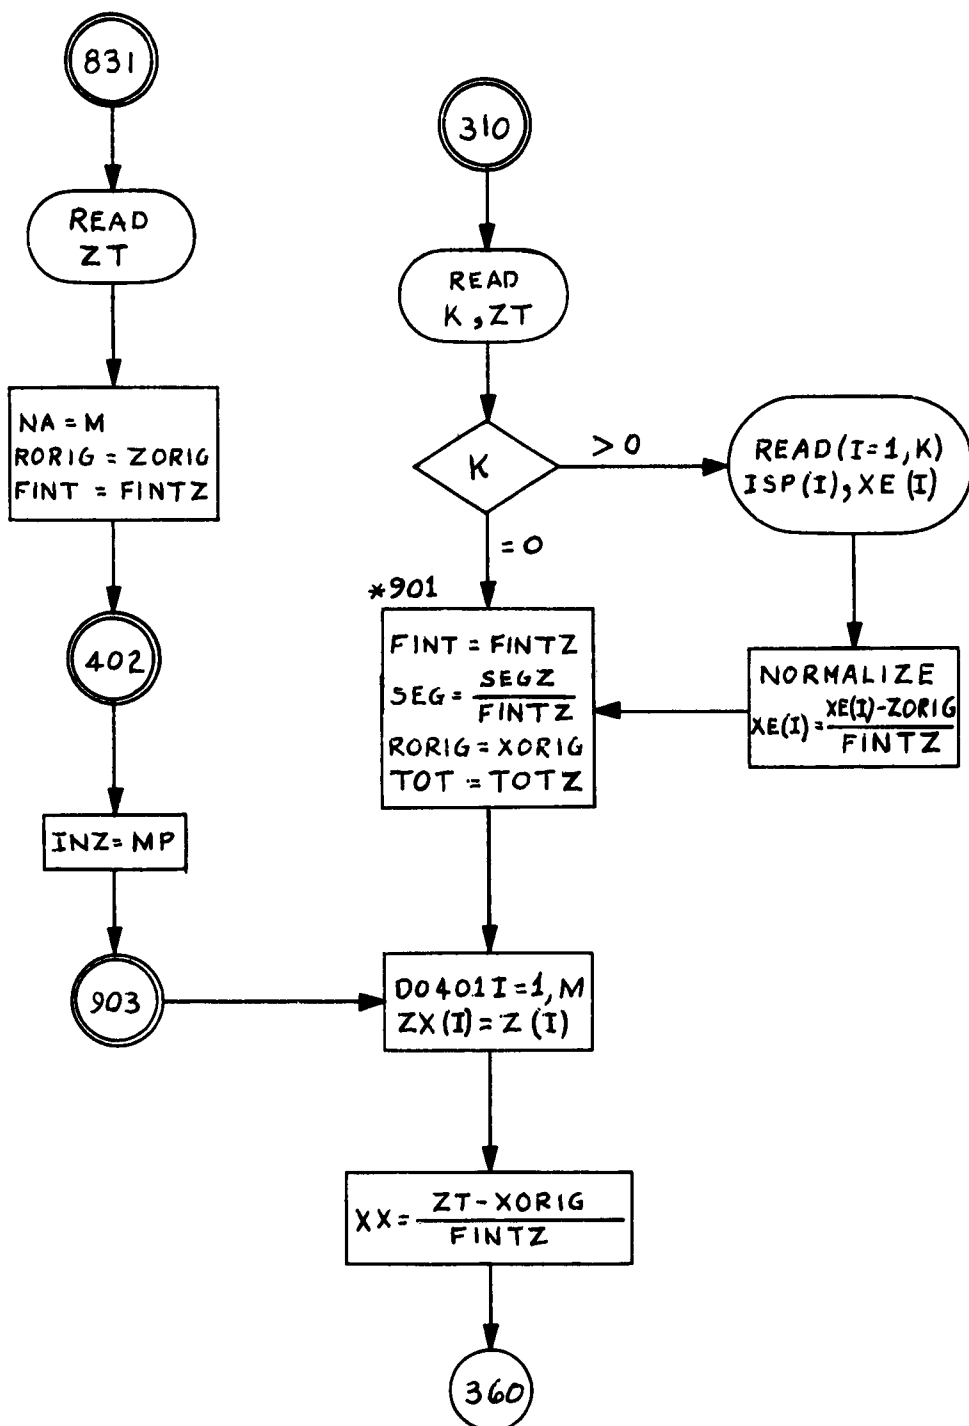 831
READ
ZT
NA = M
RORIG = ZORIG
FINT = FINTZ
402
INZ = MP
903
310
READ
K, ZT
K
> 0
= 0
READ (I=1, K)
ISP(I), XE(I)
NORMALIZE
XE(I) = XE(I)-ZORIG
FINTZ
*901
FINT = FINTZ
SEG = SEGZ
FINTZ
RORIG = XORIG
TOT = TOTZ
DO 401 I=1, M
ZX(I) = Z(I)
XX = ZT-XORIG
FINTZ
360